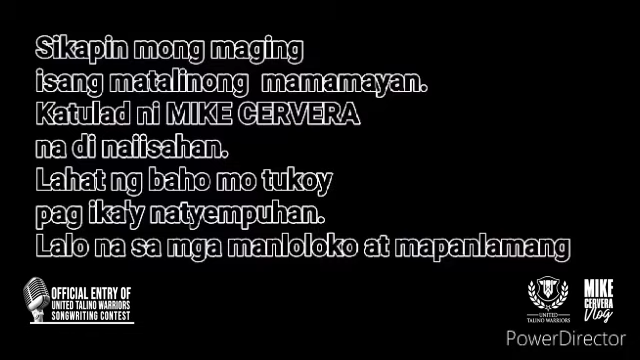 Sikapin mong maging
isang matalinong mamamayan.
Katulad ni MIKE CERVERA
na di naiisahan.
Lahat ng baho mo tukoy
pag ika'y natyempuhan.
Lalo na sa mga manloloko at mapanlamang
OFFICIAL ENTRY OF
UNITED TALINO WARRIORS
SONGWRITING CONTEST
UNITED
TALINO WARRIORS
MIKE
CERVERA
Vlog
PowerDirector